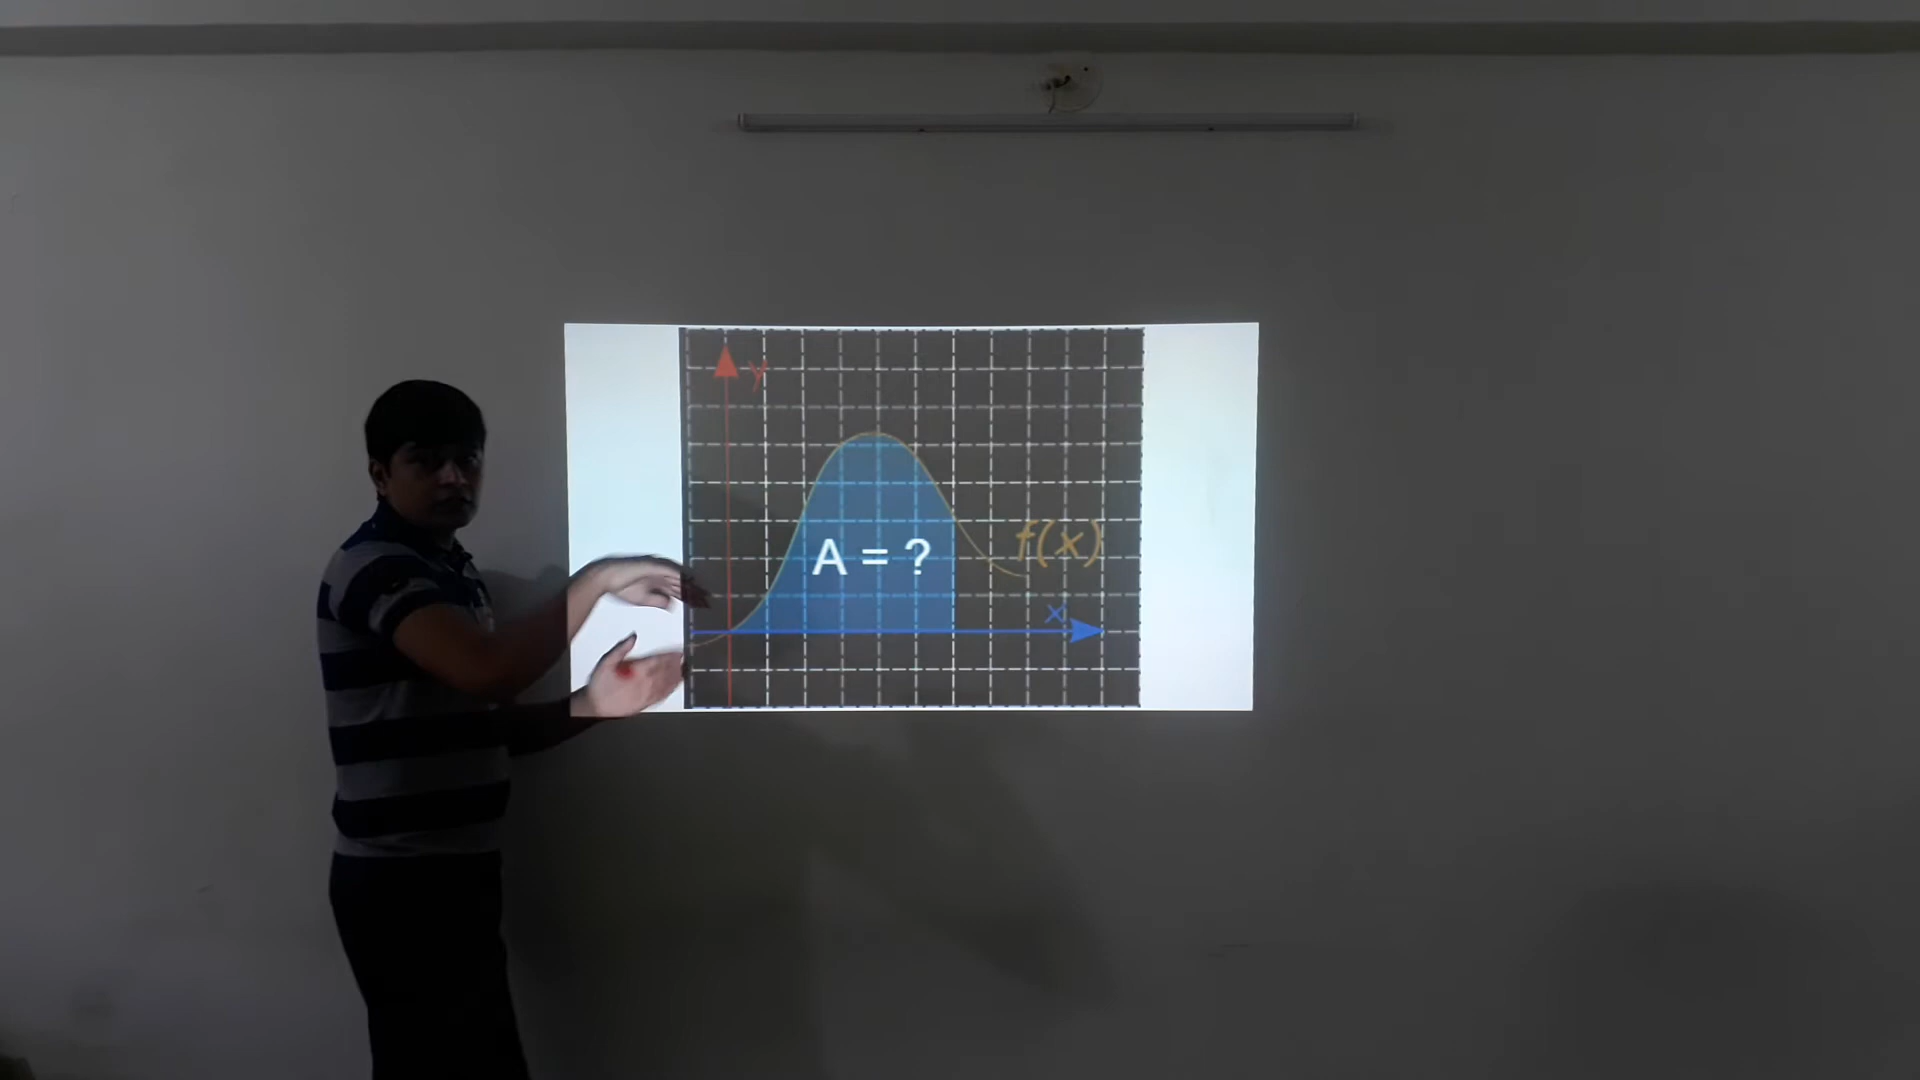 y
A = ?
f(x)
x